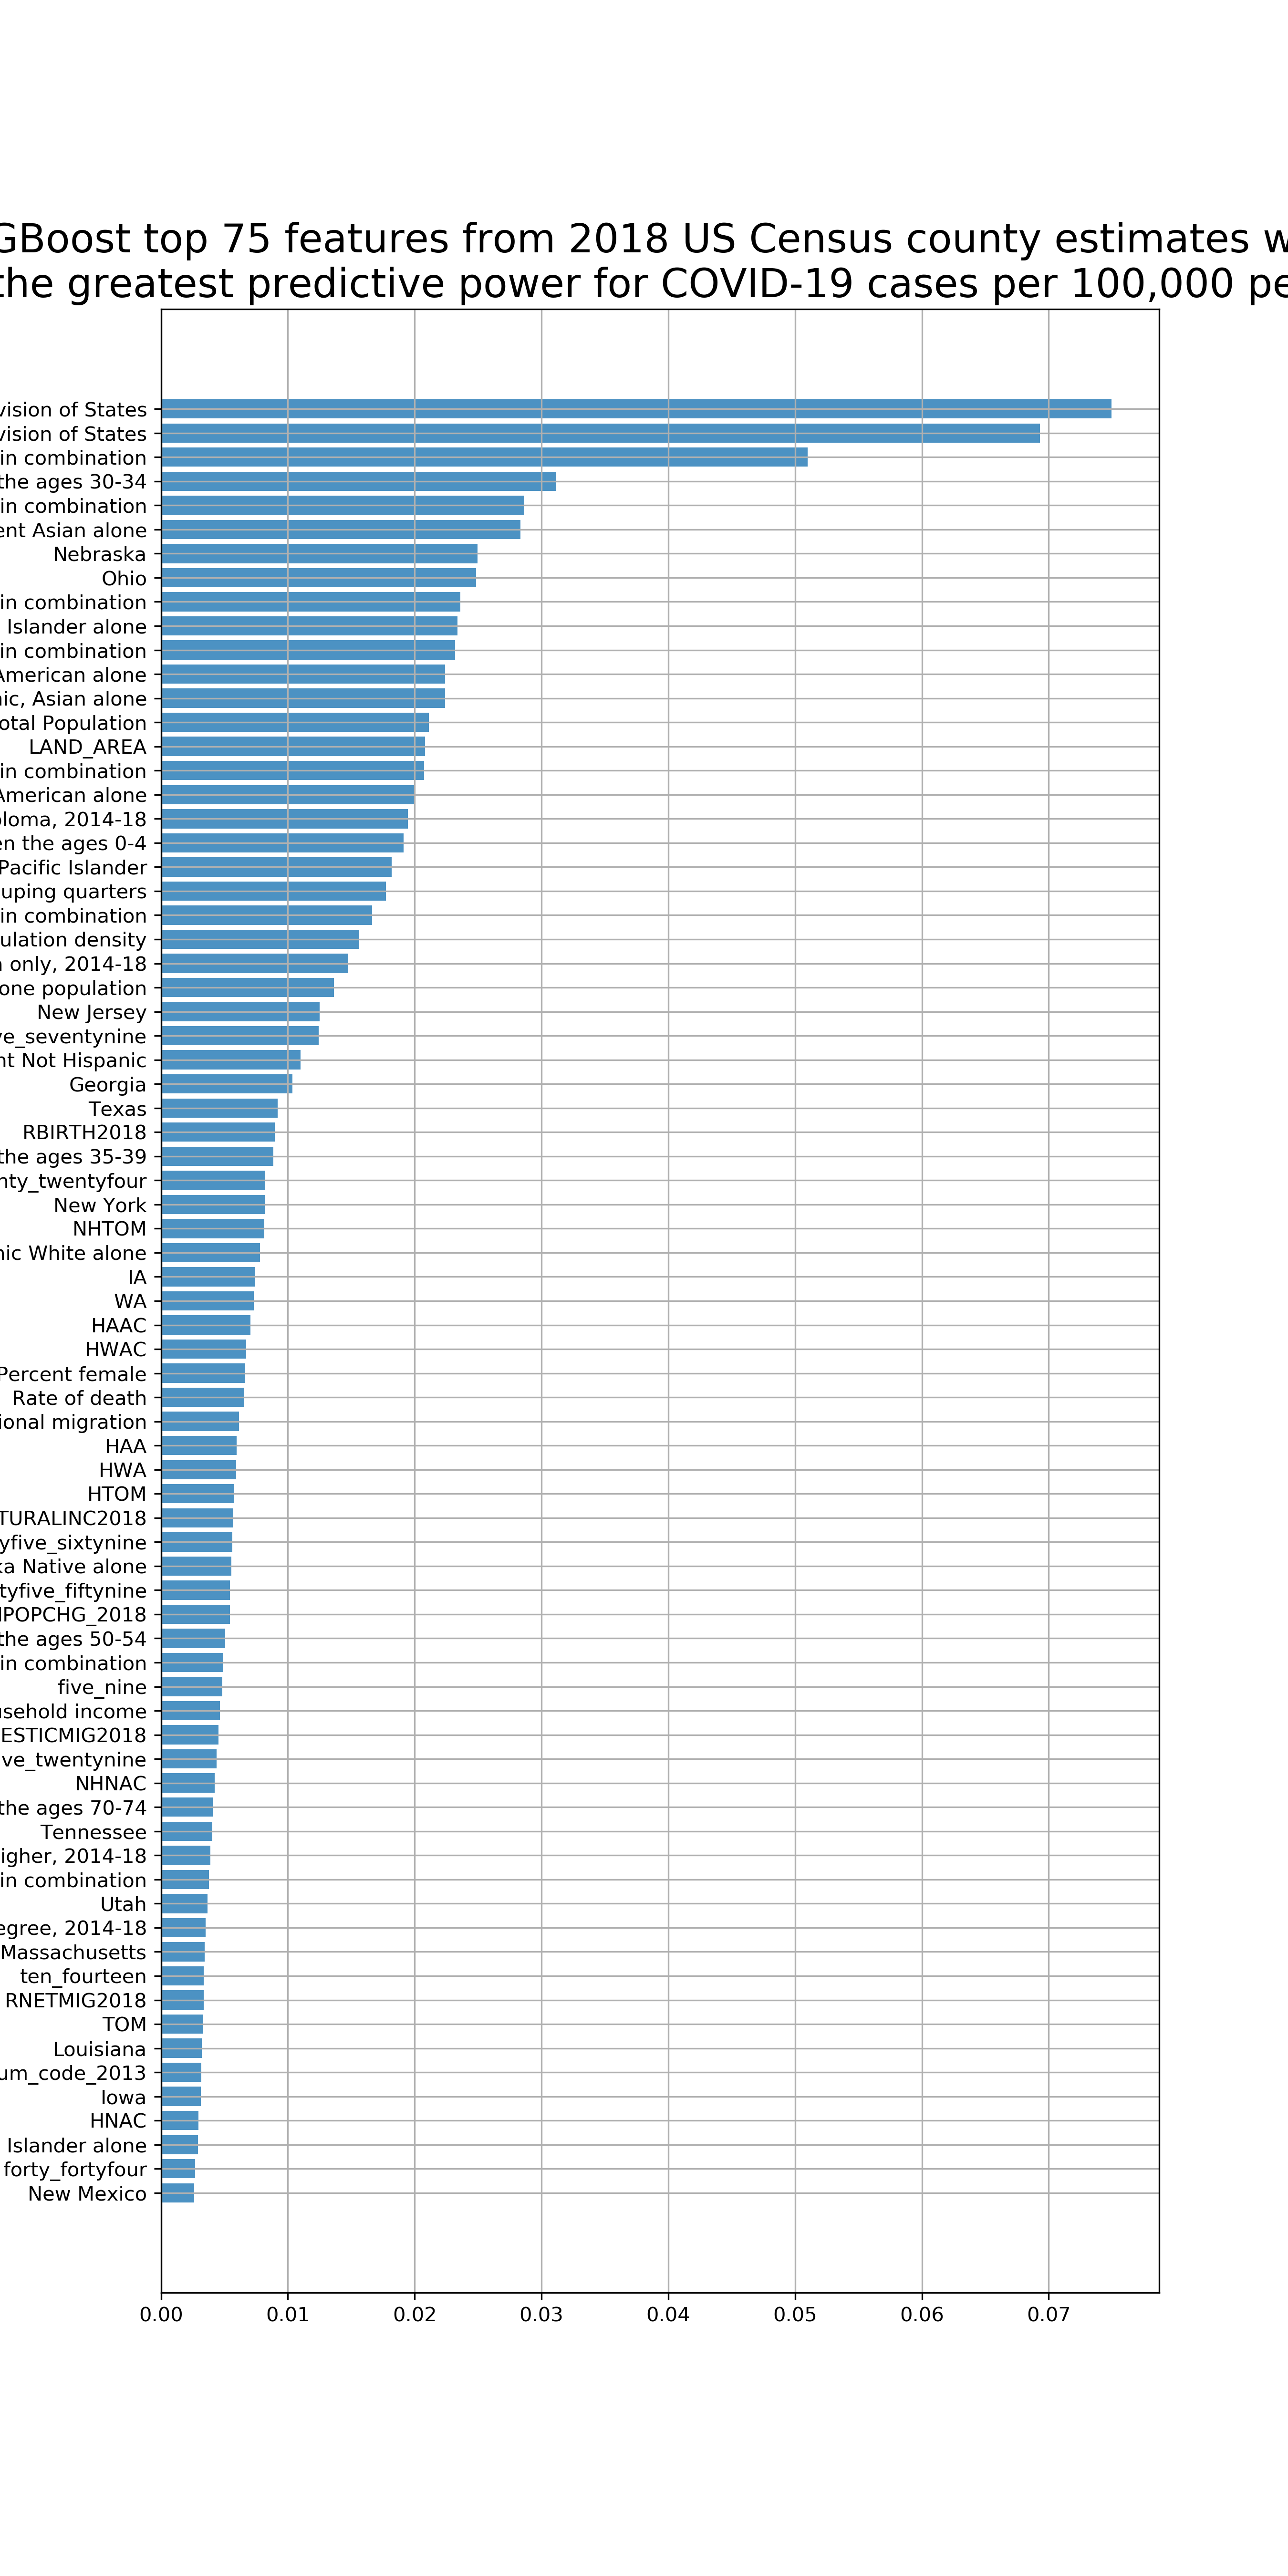 GBoost top 75 features from 2018 US Census county estimates w
the greatest predictive power for COVID-19 cases per 100,000 pe
vision of States
vision of States
in combination
the ages 30-34
in combination
ent Asian alone
Nebraska
Ohio
in combination
Islander alone
in combination
American alone
nic, Asian alone
otal Population
LAND_AREA
in combination
American alone
ploma, 2014-18
en the ages 0-4
Pacific Islander
uping quarters
in combination
ulation density
n only, 2014-18
one population
New Jersey
ve_seventynine
nt Not Hispanic
Georgia
Texas
RBIRTH2018
the ages 35-39
nty_twentyfour
New York
NHTOM
nic White alone
IA
WA
HAAC
HWAC
Percent female
Rate of death
ional migration
HAA
HWA
HTOM
TURALINC2018
yfive_sixtynine
ka Native alone
tyfive_fiftynine
NPOPCHG_2018
the ages 50-54
in combination
five_nine
usehold income
ESTICMIG2018
ve_twentynine
NHNAC
the ages 70-74
Tennessee
igher, 2014-18
in combination
Utah
egree, 2014-18
Massachusetts
ten_fourteen
RNETMIG2018
TOM
Louisiana
um_code_2013
Iowa
HNAC
Islander alone
forty_fortyfour
New Mexico
0.00 0.01 0.02 0.03 0.04 0.05 0.06 0.07